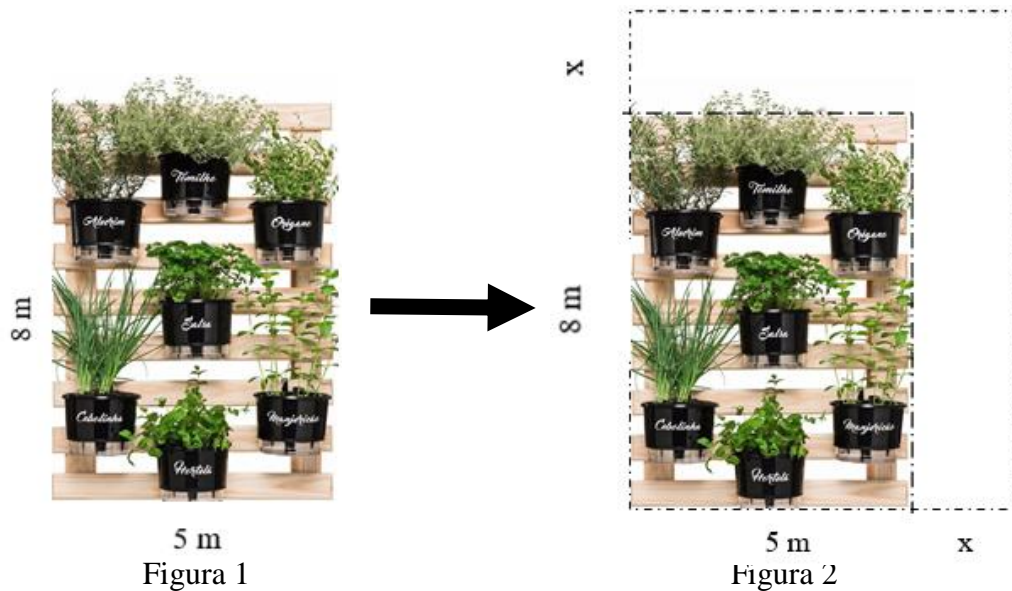 Tomilho
Alecrim
Orégano
Salsa
Cebolinha
Manjericão
Hortelã
8 m
5 m
Figura 1
x
Tomilho
Alecrim
Orégano
8 m
Salsa
Cebolinha
Manjericão
Hortelã
5 m
x
Figura 2